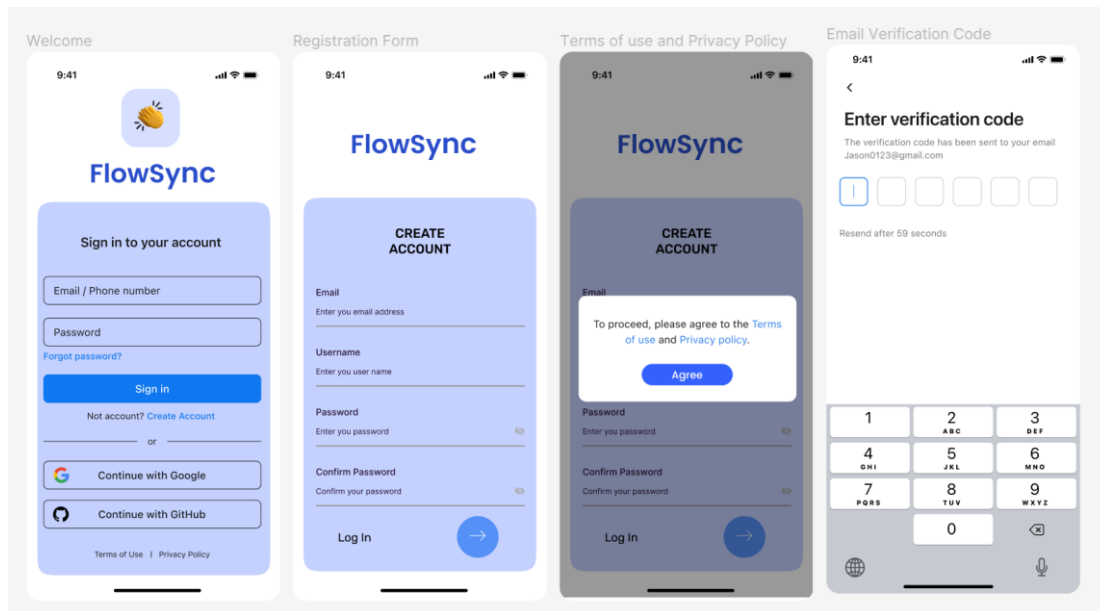 Welcome
9:41
FlowSync
Sign in to your account
Email / Phone number
Password
Forgot password?
Sign in
Not account? Create Account
or
Continue with Google
Continue with GitHub
Terms of Use | Privacy Policy
Registration Form
9:41
FlowSync
CREATE
ACCOUNT
Email
Enter you email address
Username
Enter you user name
Password
Enter you password
Confirm Password
Confirm your password
Log In
Terms of use and Privacy Policy
9:41
FlowSync
CREATE
ACCOUNT
Email
To proceed, please agree to the Terms
of use and Privacy policy.
Agree
Password
Enter you password
Confirm Password
Confirm your password
Log In
Email Verification Code
9:41
Enter verification code
The verification code has been sent to your email
Jason0123@gmail.com
Resend after 59 seconds
1 2 3
ABC DEF
4 5 6
GHI JKL MNO
7 8 9
PQRS TUV WXYZ
0